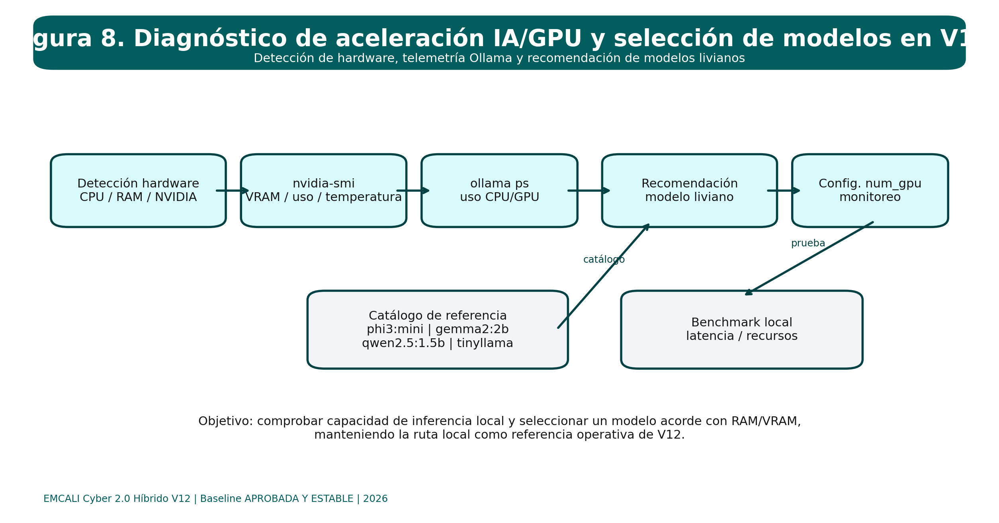 gura 8. Diagnóstico de aceleración IA/GPU y selección de modelos en V1
Detección de hardware, telemetría Ollama y recomendación de modelos livianos
Detección hardware
CPU / RAM / NVIDIA
nvidia-smi
VRAM / uso / temperatura
ollama ps
uso CPU/GPU
Recomendación
modelo liviano
Config. num_gpu
monitoreo
catálogo
prueba
Catálogo de referencia
phi3:mini | gemma2:2b
qwen2.5:1.5b | tinyllama
Benchmark local
latencia / recursos
Objetivo: comprobar capacidad de inferencia local y seleccionar un modelo acorde con RAM/VRAM,
manteniendo la ruta local como referencia operativa de V12.
EMCALI Cyber 2.0 Híbrido V12 | Baseline APROBADA Y ESTABLE | 2026